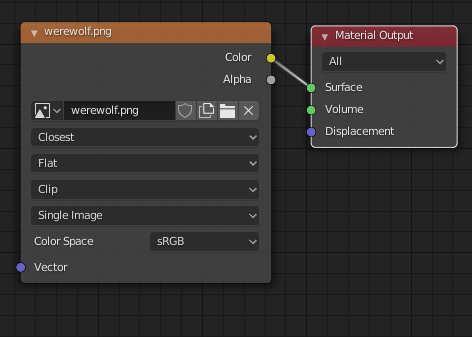 werewolf.png
Color
Alpha
werewolf.png
Closest
Flat
Clip
Single Image
Color Space sRGB
Vector
Material Output
All
Surface
Volume
Displacement